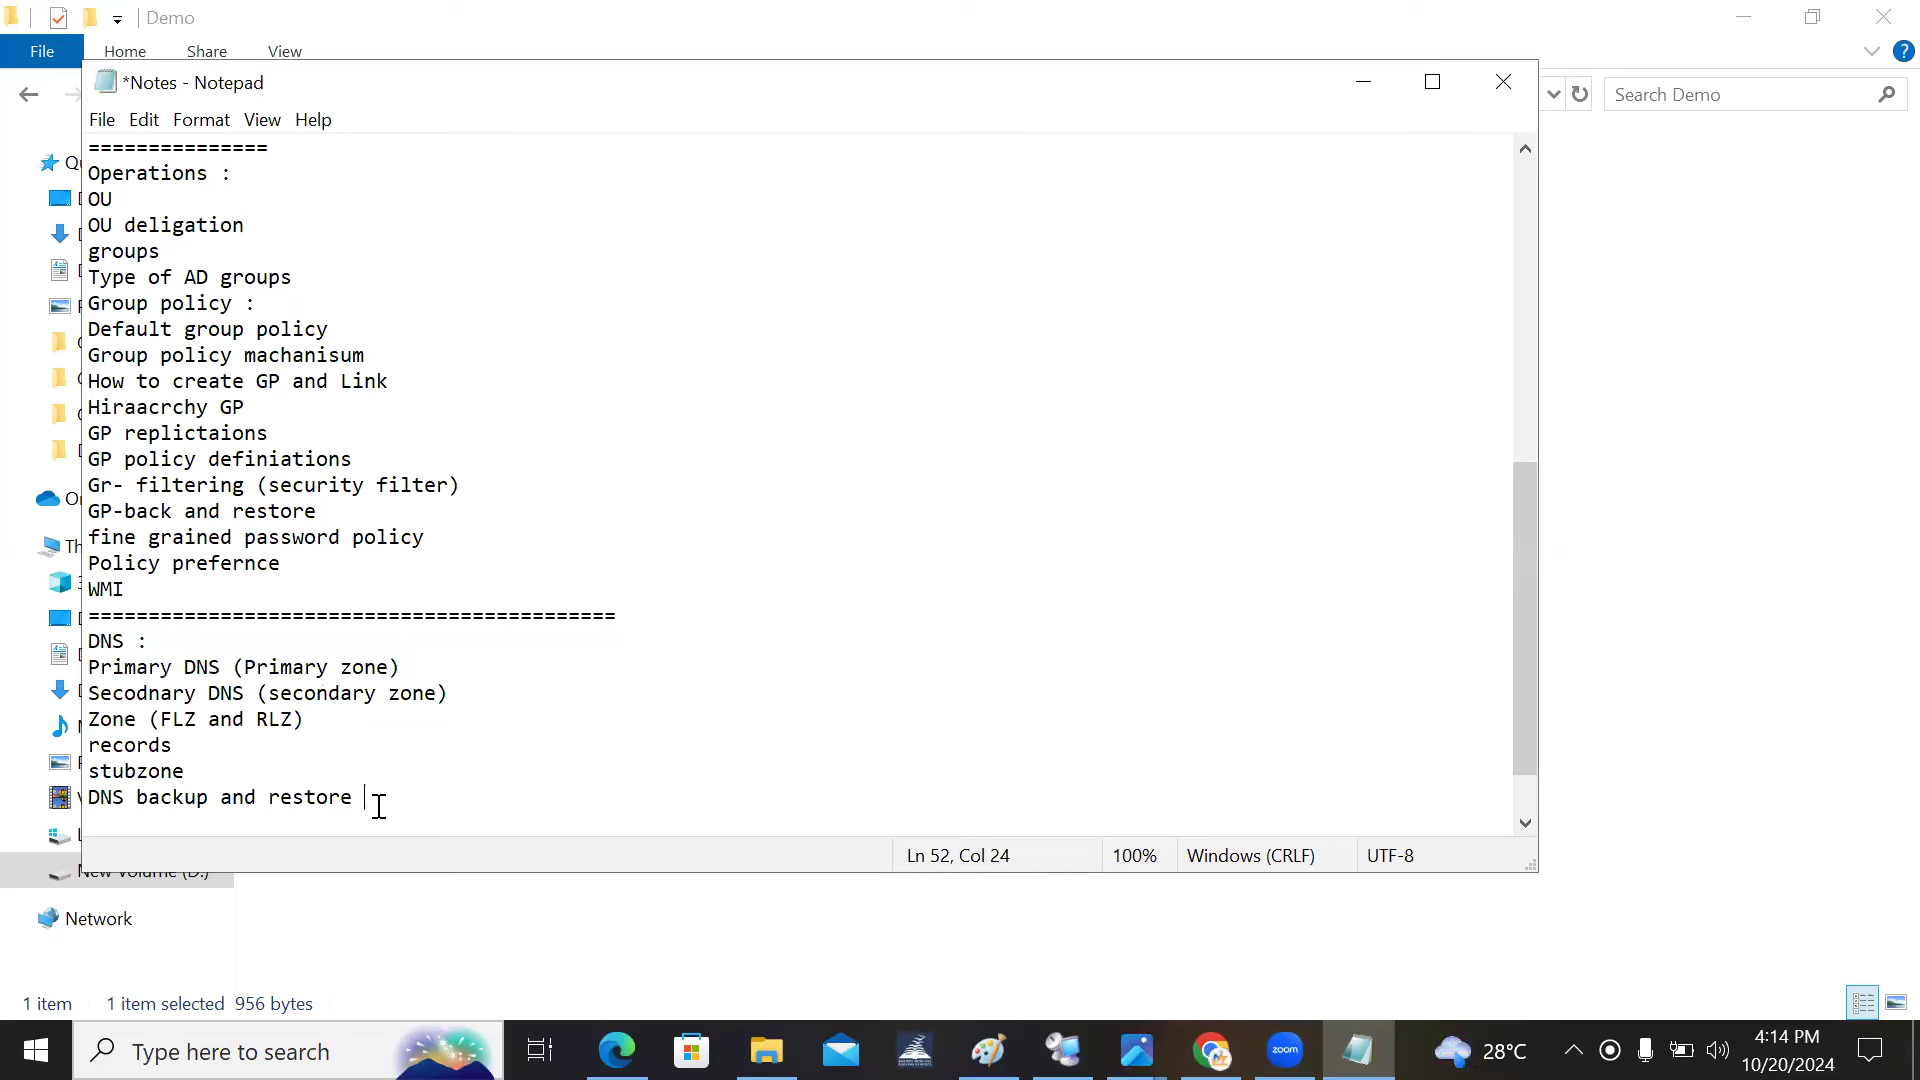 Demo
File
Home
Share
View
Search Demo
*Notes - Notepad
File Edit Format View Help
===============
Operations :
OU
OU deligation
groups
Type of AD groups
Group policy :
Default group policy
Group policy machanisum
How to create GP and Link
Hiraacrchy GP
GP replictaions
GP policy definiations
Gr- filtering (security filter)
GP-back and restore
fine grained password policy
Policy prefernce
WMI
============================================
DNS :
Primary DNS (Primary zone)
Secodnary DNS (secondary zone)
Zone (FLZ and RLZ)
records
stubzone
DNS backup and restore
Ln 52, Col 24
100%
Windows (CRLF)
UTF-8
New Volume (D:)
Network
1 item
1 item selected 956 bytes
Type here to search
zoom
28°C
4:14 PM
10/20/2024